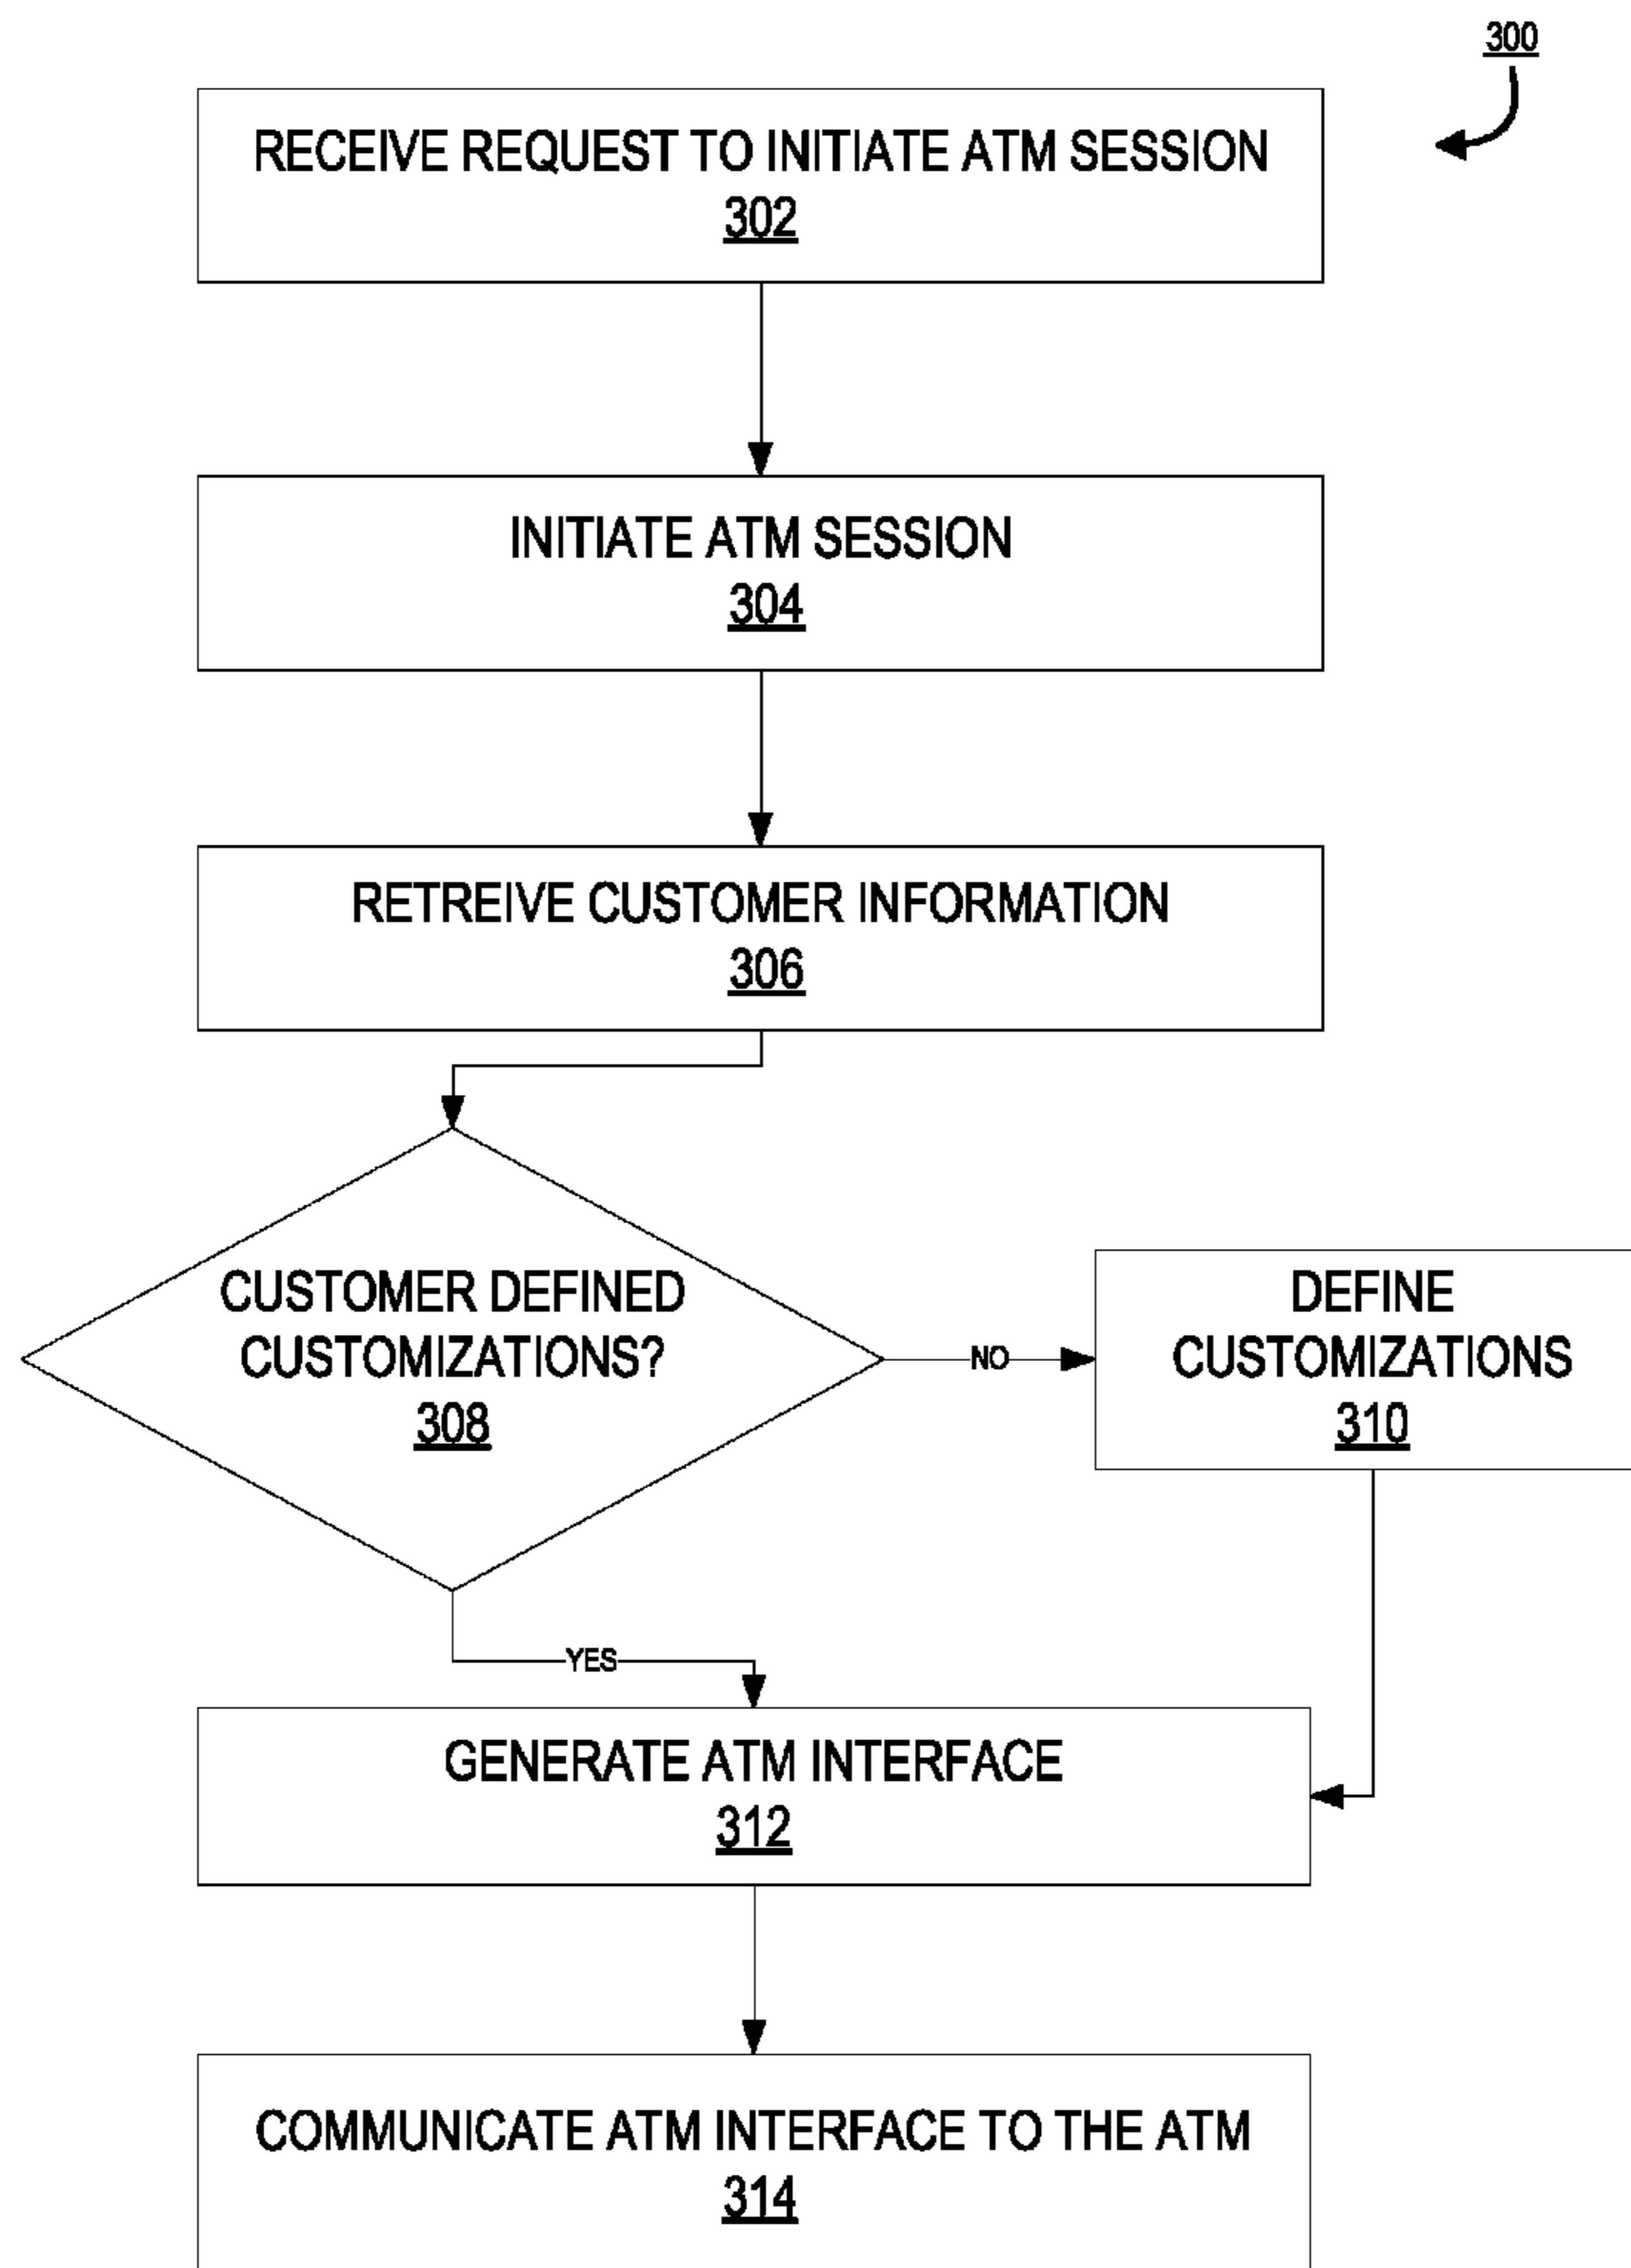 300
RECEIVE REQUEST TO INITIATE ATM SESSION
302
INITIATE ATM SESSION
304
RETREIVE CUSTOMER INFORMATION
306
CUSTOMER DEFINED
CUSTOMIZATIONS?
308
NO
DEFINE
CUSTOMIZATIONS
310
YES
GENERATE ATM INTERFACE
312
COMMUNICATE ATM INTERFACE TO THE ATM
314